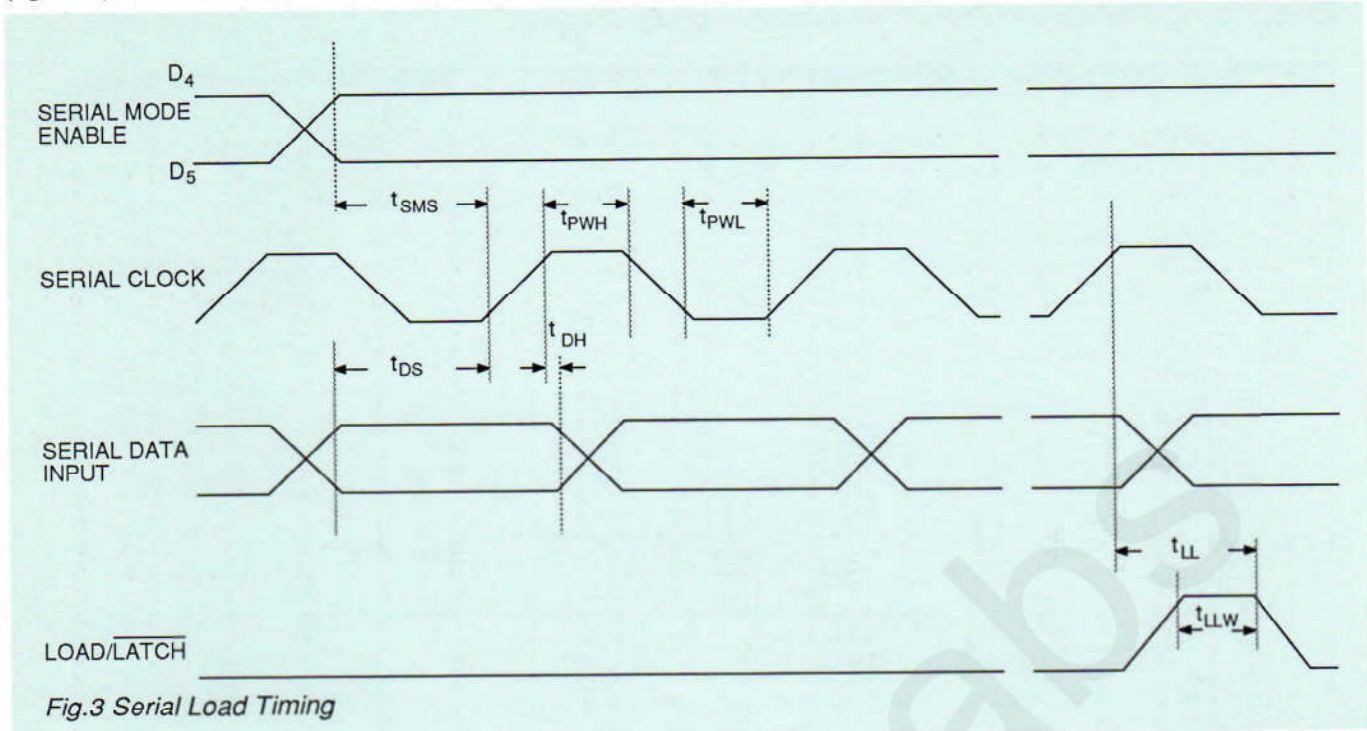 D4
SERIAL MODE
ENABLE
D5
tSMS
tPWH
tPWL
SERIAL CLOCK
tDH
tDS
SERIAL DATA
INPUT
tLL
tLLW
LOAD/LATCH
Fig.3 Serial Load Timing
abs